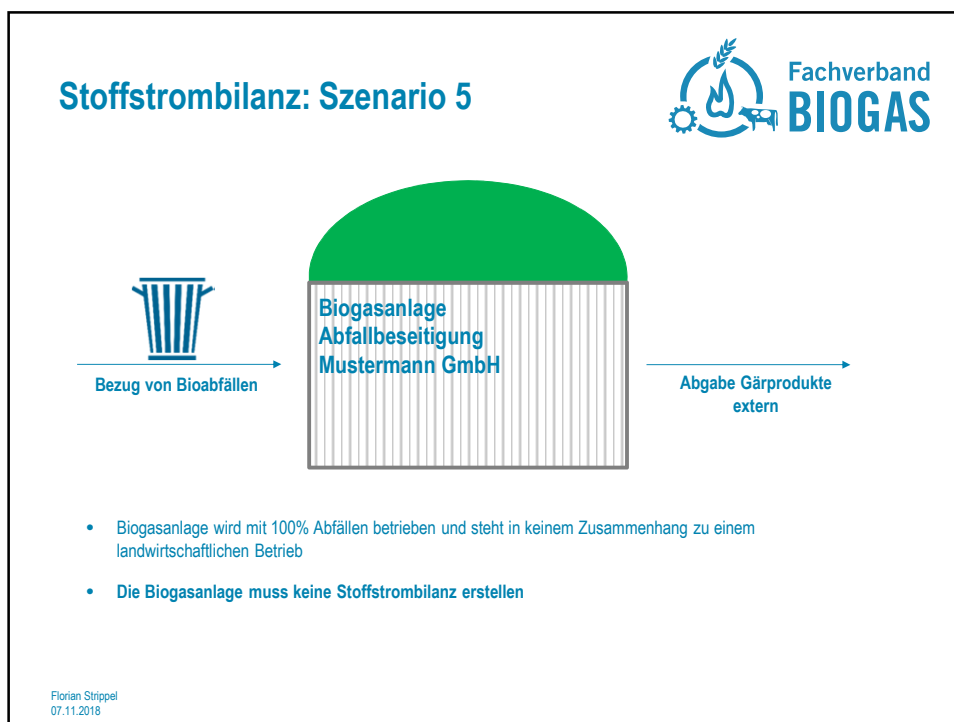 Stoffstrombilanz: Szenario 5
Fachverband
BIOGAS
Biogasanlage
Abfallbeseitigung
Mustermann GmbH
Bezug von Bioabfällen
Abgabe Gärprodukte
extern
• Biogasanlage wird mit 100% Abfällen betrieben und steht in keinem Zusammenhang zu einem
landwirtschaftlichen Betrieb
• Die Biogasanlage muss keine Stoffstrombilanz erstellen
Florian Strippel
07.11.2018